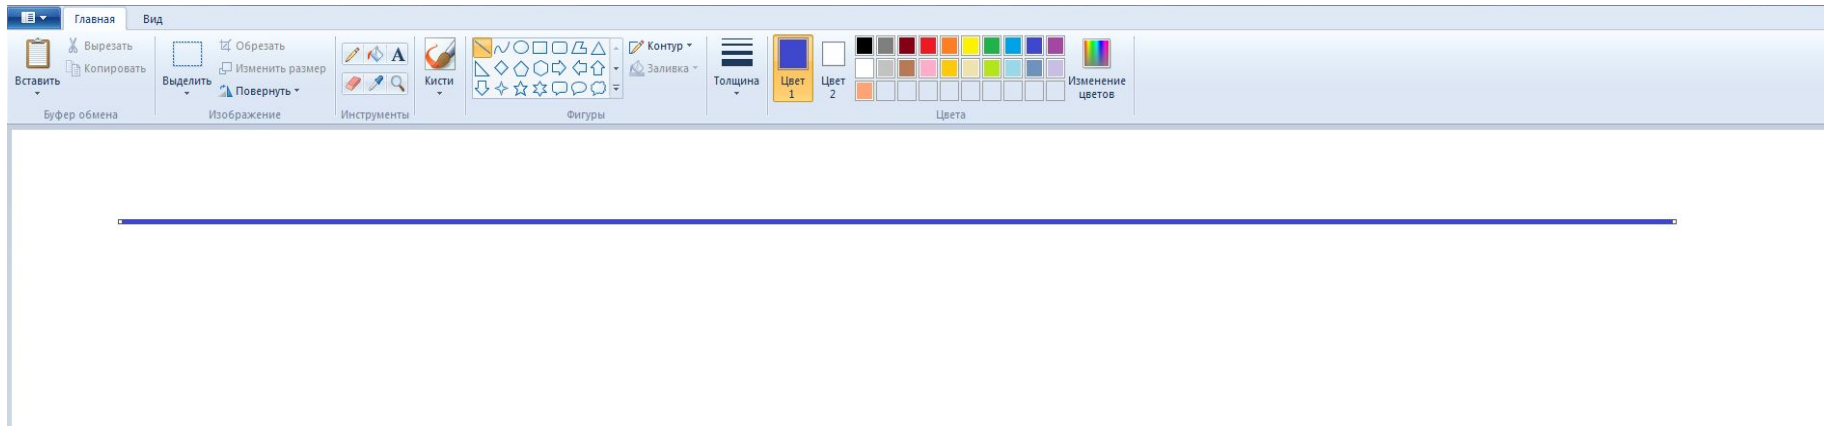 Главная Вид
Вставить
Вырезать
Копировать
Буфер обмена
Выделить
Обрезать
Изменить размер
Повернуть
Изображение
A
Инструменты
Кисти
Контур
Заливка
Фигуры
Толщина
Цвет
1
Цвет
2
Изменение
цветов
Цвета